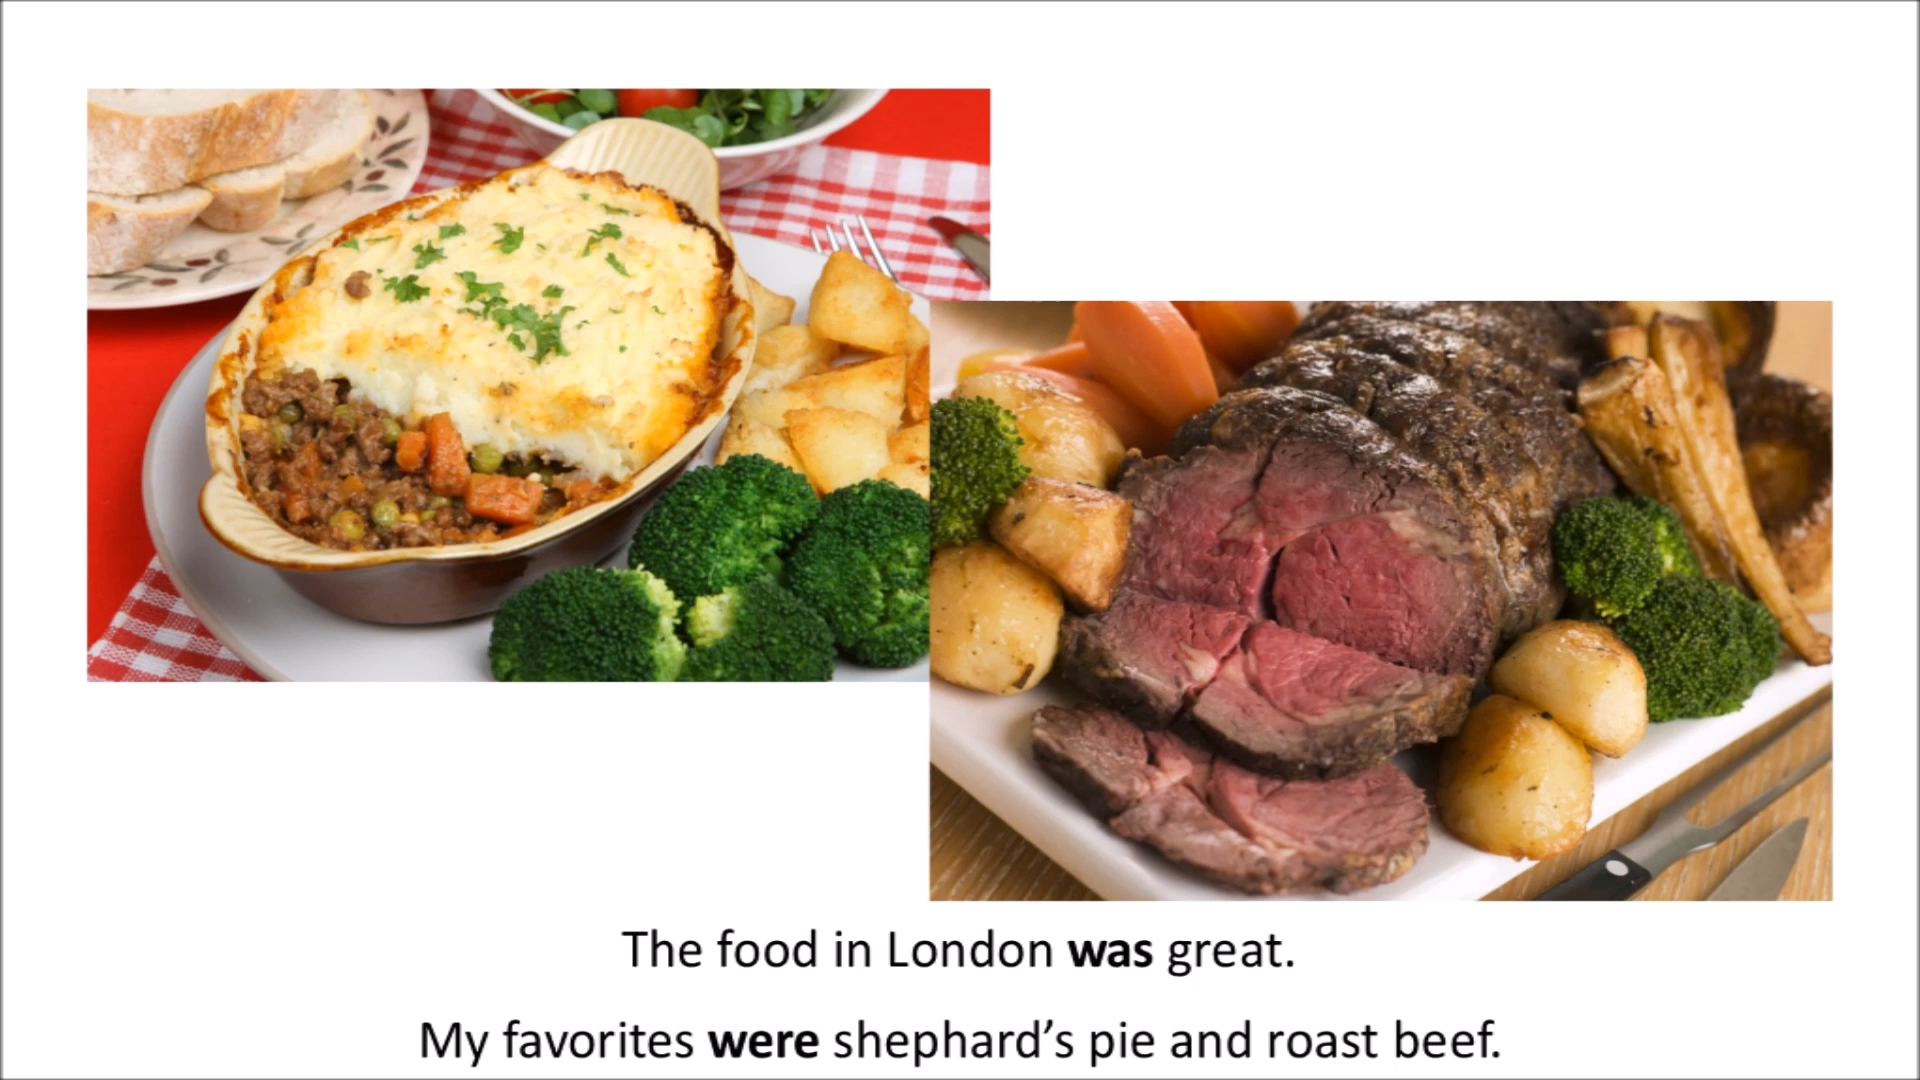 The food in London was great.
My favorites were shephard’s pie and roast beef.